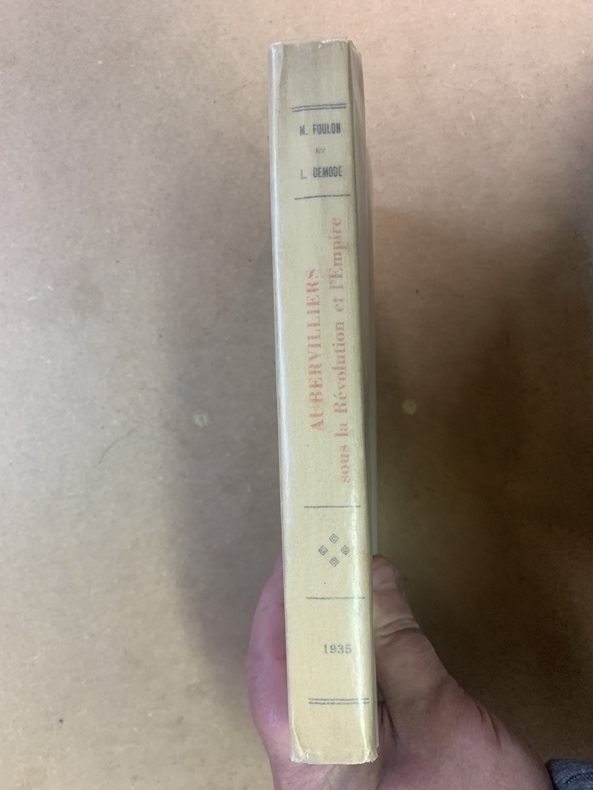 M. FOULON
ET
L. DEMODE
AUBERVILLIERS
sous la Révolution et l'Empire
1935